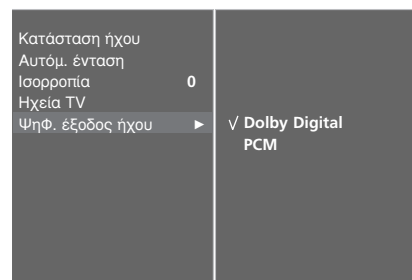 Κατάσταση ήχου
Αυτόμ. ένταση
Ισορροπία 0
Ηχεία TV
ΨηΦ. έξοδος ήχου ►
√ Dolby Digital
PCM